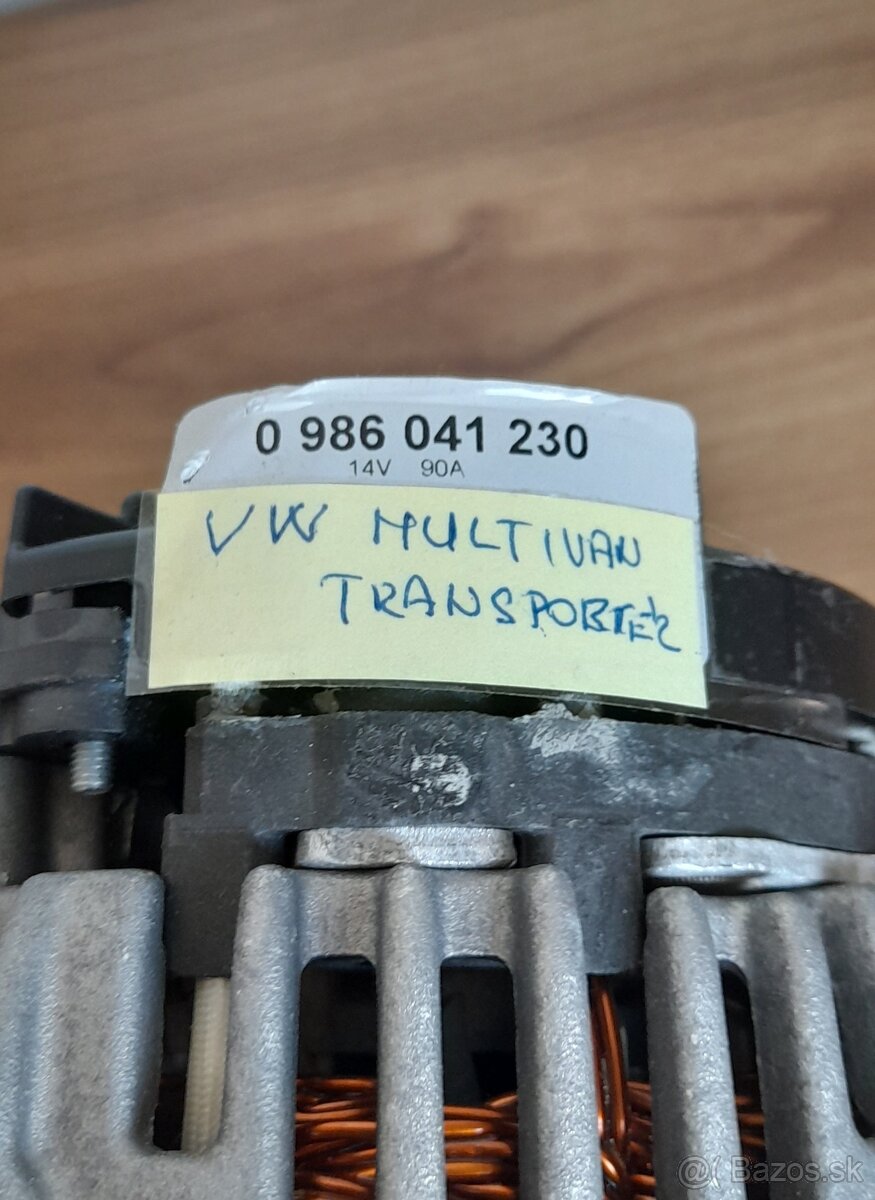 0 986 041 230
14V 90A
VW MULTIVAN
TRANSPORTER
@( Bazos.sk